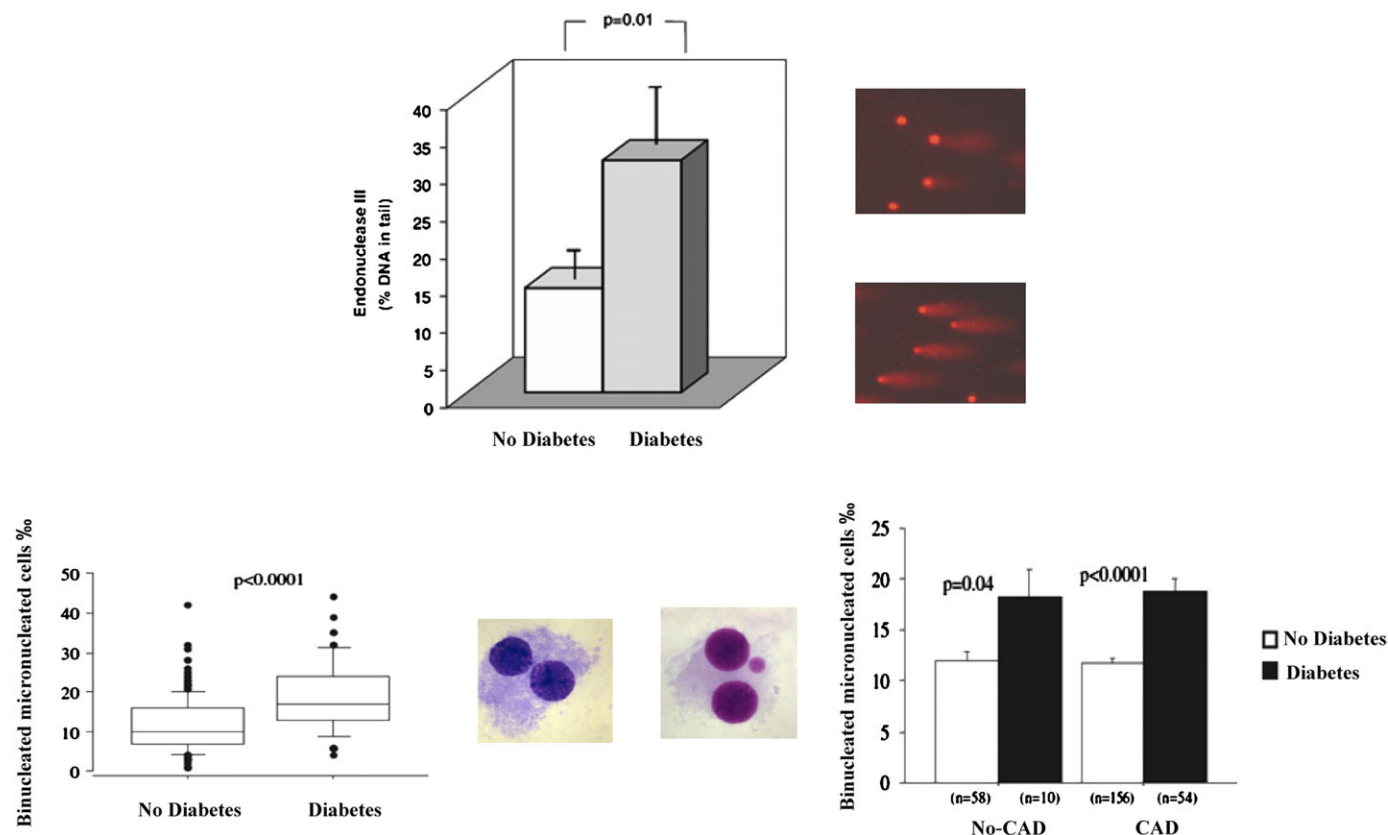 p=0.01
40
35
30
25
20
15
10
5
0
Endonuclease III
(% DNA in tail)
No Diabetes Diabetes
Binucleated micronucleated cells ‰
50
40
30
20
10
0
p<0.0001
No Diabetes Diabetes
Binucleated micronucleated cells ‰
25
20
15
10
5
0
p=0.04 p<0.0001
(n=58) (n=10) (n=156) (n=54)
No-CAD CAD
No Diabetes
Diabetes